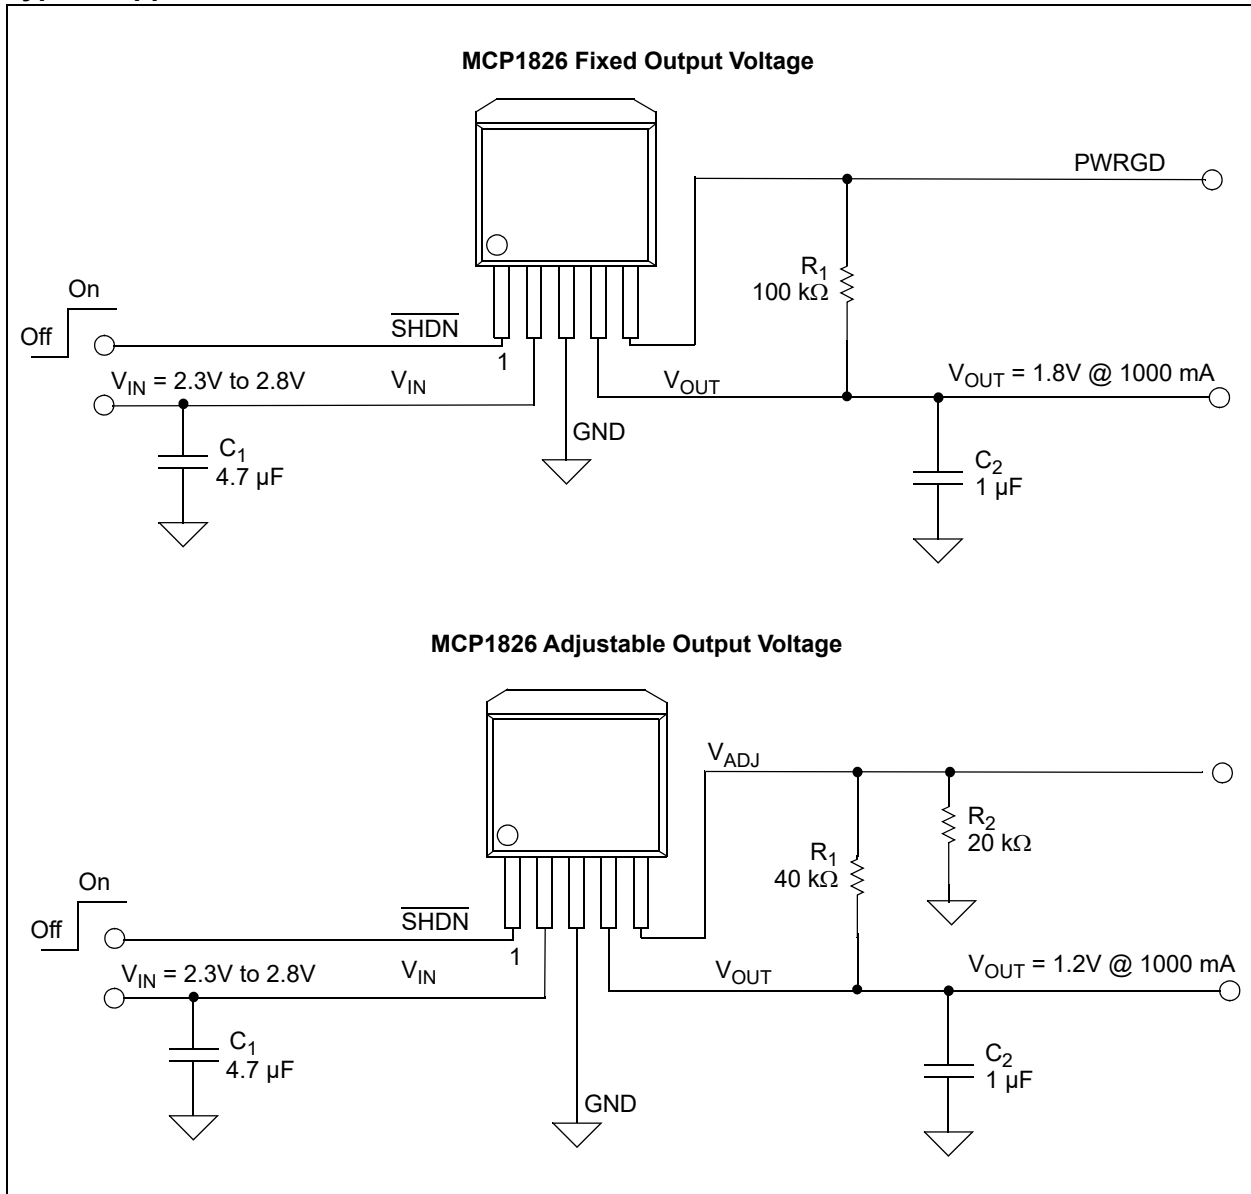 MCP1826 Fixed Output Voltage
PWRGD
R1
100 kΩ
On
Off
SHDN
1
VIN = 2.3V to 2.8V
VIN
VOUT
VOUT = 1.8V @ 1000 mA
GND
C1
4.7 µF
C2
1 µF
MCP1826 Adjustable Output Voltage
VADJ
R2
20 kΩ
R1
40 kΩ
On
Off
SHDN
1
VIN = 2.3V to 2.8V
VIN
VOUT
VOUT = 1.2V @ 1000 mA
C1
4.7 µF
C2
1 µF
GND